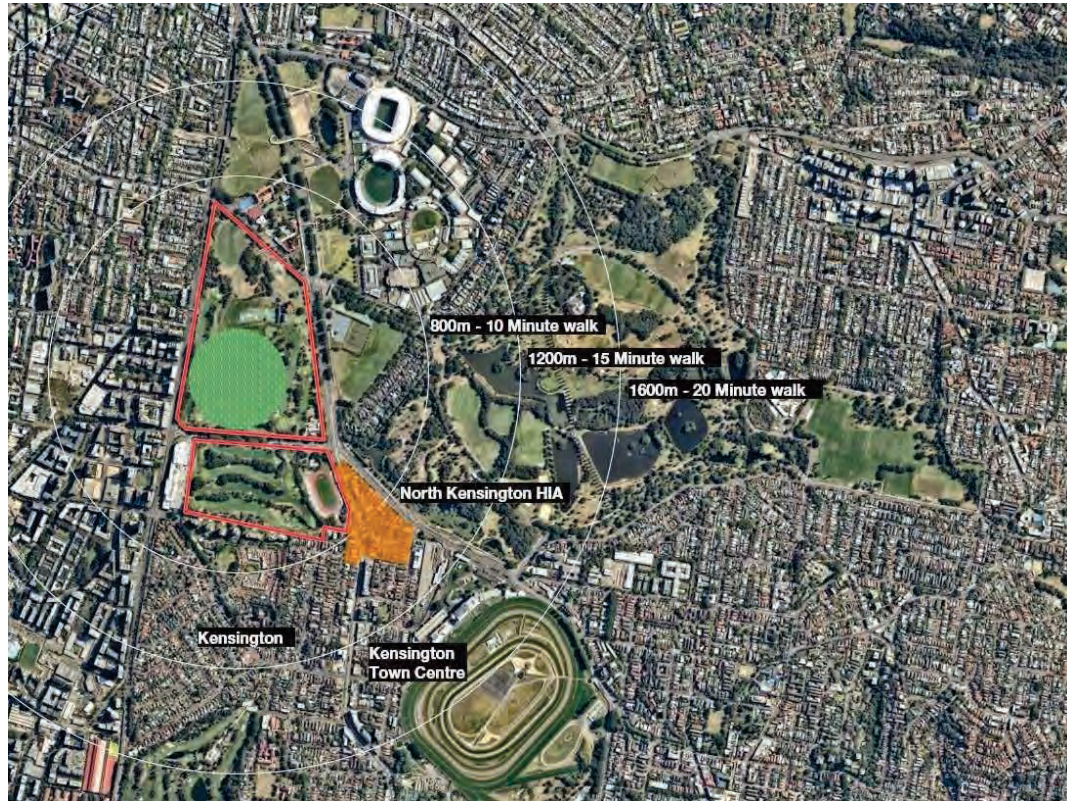 800m - 10 Minute walk
1200m - 15 Minute walk
1600m - 20 Minute walk
North Kensington HIA
Kensington
Kensington
Town Centre